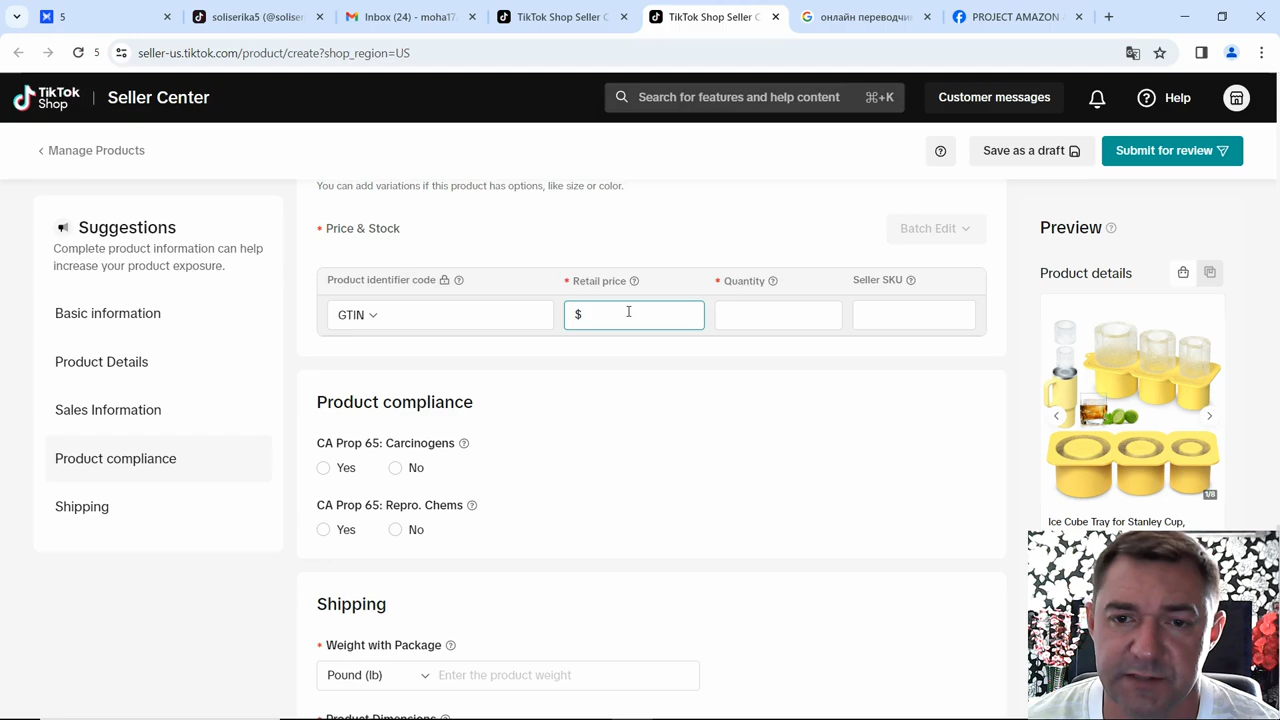 5
soliserika5 (@soliser
Inbox (24) - moha17
TikTok Shop Seller C
TikTok Shop Seller C
онлайн переводчи
PROJECT AMAZON
5
seller-us.tiktok.com/product/create?shop_region=US
TikTok
Shop
Seller Center
Search for features and help content
⌘+K
Customer messages
Help
Manage Products
Save as a draft
Submit for review
Suggestions
Complete product information can help
increase your product exposure.
Basic information
Product Details
Sales Information
Product compliance
Shipping
You can add variations if this product has options, like size or color.
* Price & Stock
Batch Edit
Product identifier code
* Retail price
* Quantity
Seller SKU
GTIN
$
Product compliance
CA Prop 65: Carcinogens
Yes
No
CA Prop 65: Repro. Chems
Yes
No
Shipping
* Weight with Package
Pound (lb)
Enter the product weight
* Product Dimensions
Preview
Product details
1/8
Ice Cube Tray for Stanley Cup,